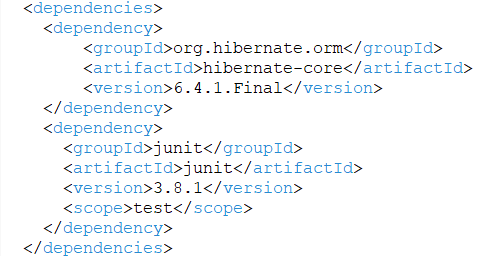 <dependencies>
<dependency>
<groupId>org.hibernate.orm</groupId>
<artifactId>hibernate-core</artifactId>
<version>6.4.1.Final</version>
</dependency>
<dependency>
<groupId>junit</groupId>
<artifactId>junit</artifactId>
<version>3.8.1</version>
<scope>test</scope>
</dependency>
</dependencies>